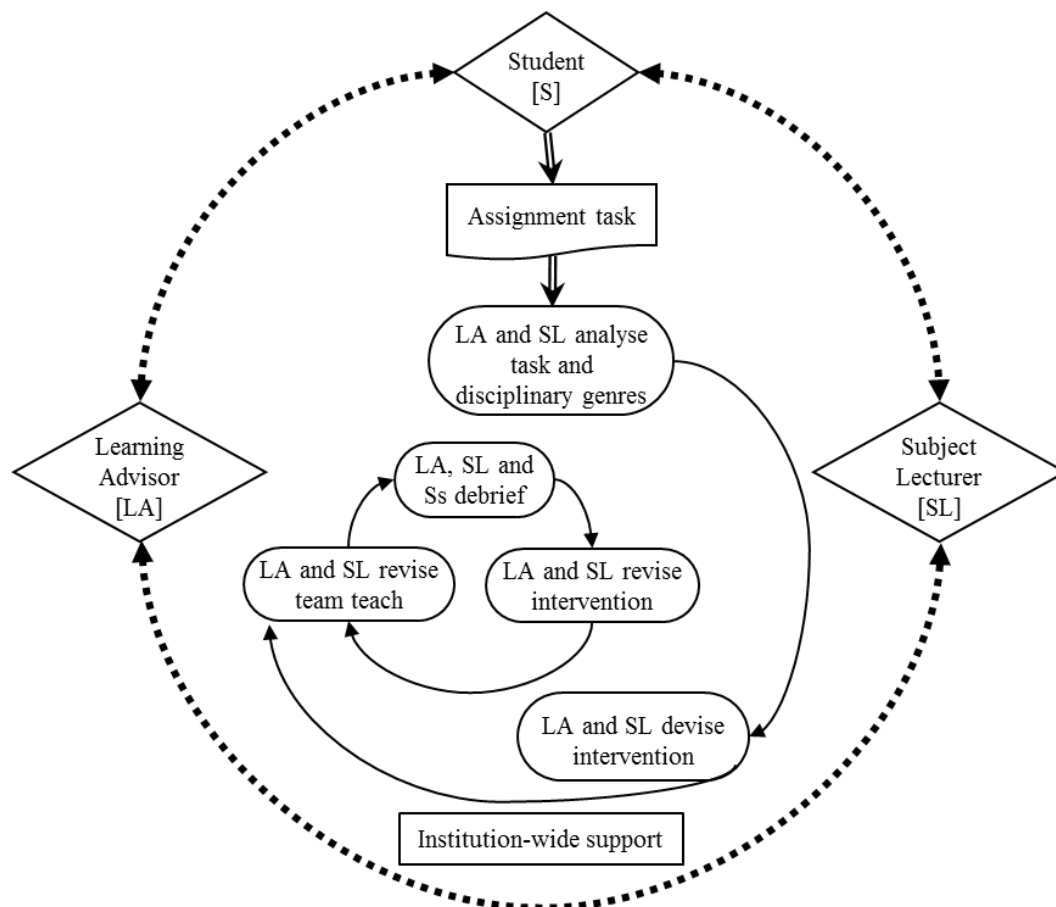 Student
[S]
Assignment task
LA and SL analyse
task and
disciplinary genres
Learning
Advisor
[LA]
Subject
Lecturer
[SL]
LA, SL and
Ss debrief
LA and SL revise
team teach
LA and SL revise
intervention
LA and SL devise
intervention
Institution-wide support